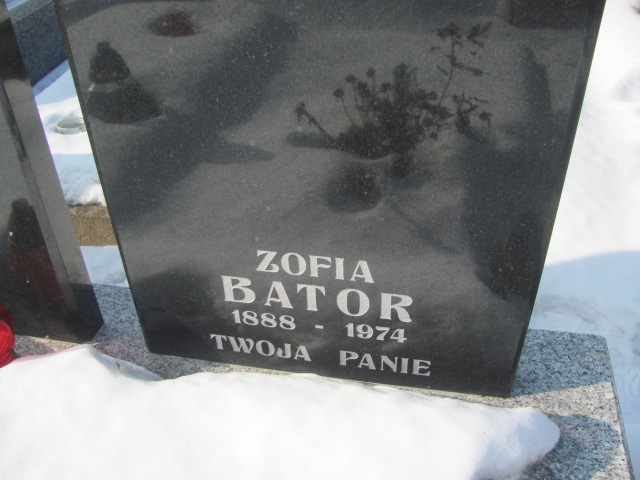 ZOFIA
BATOR
1888 - 1974
TWOJA PANIE